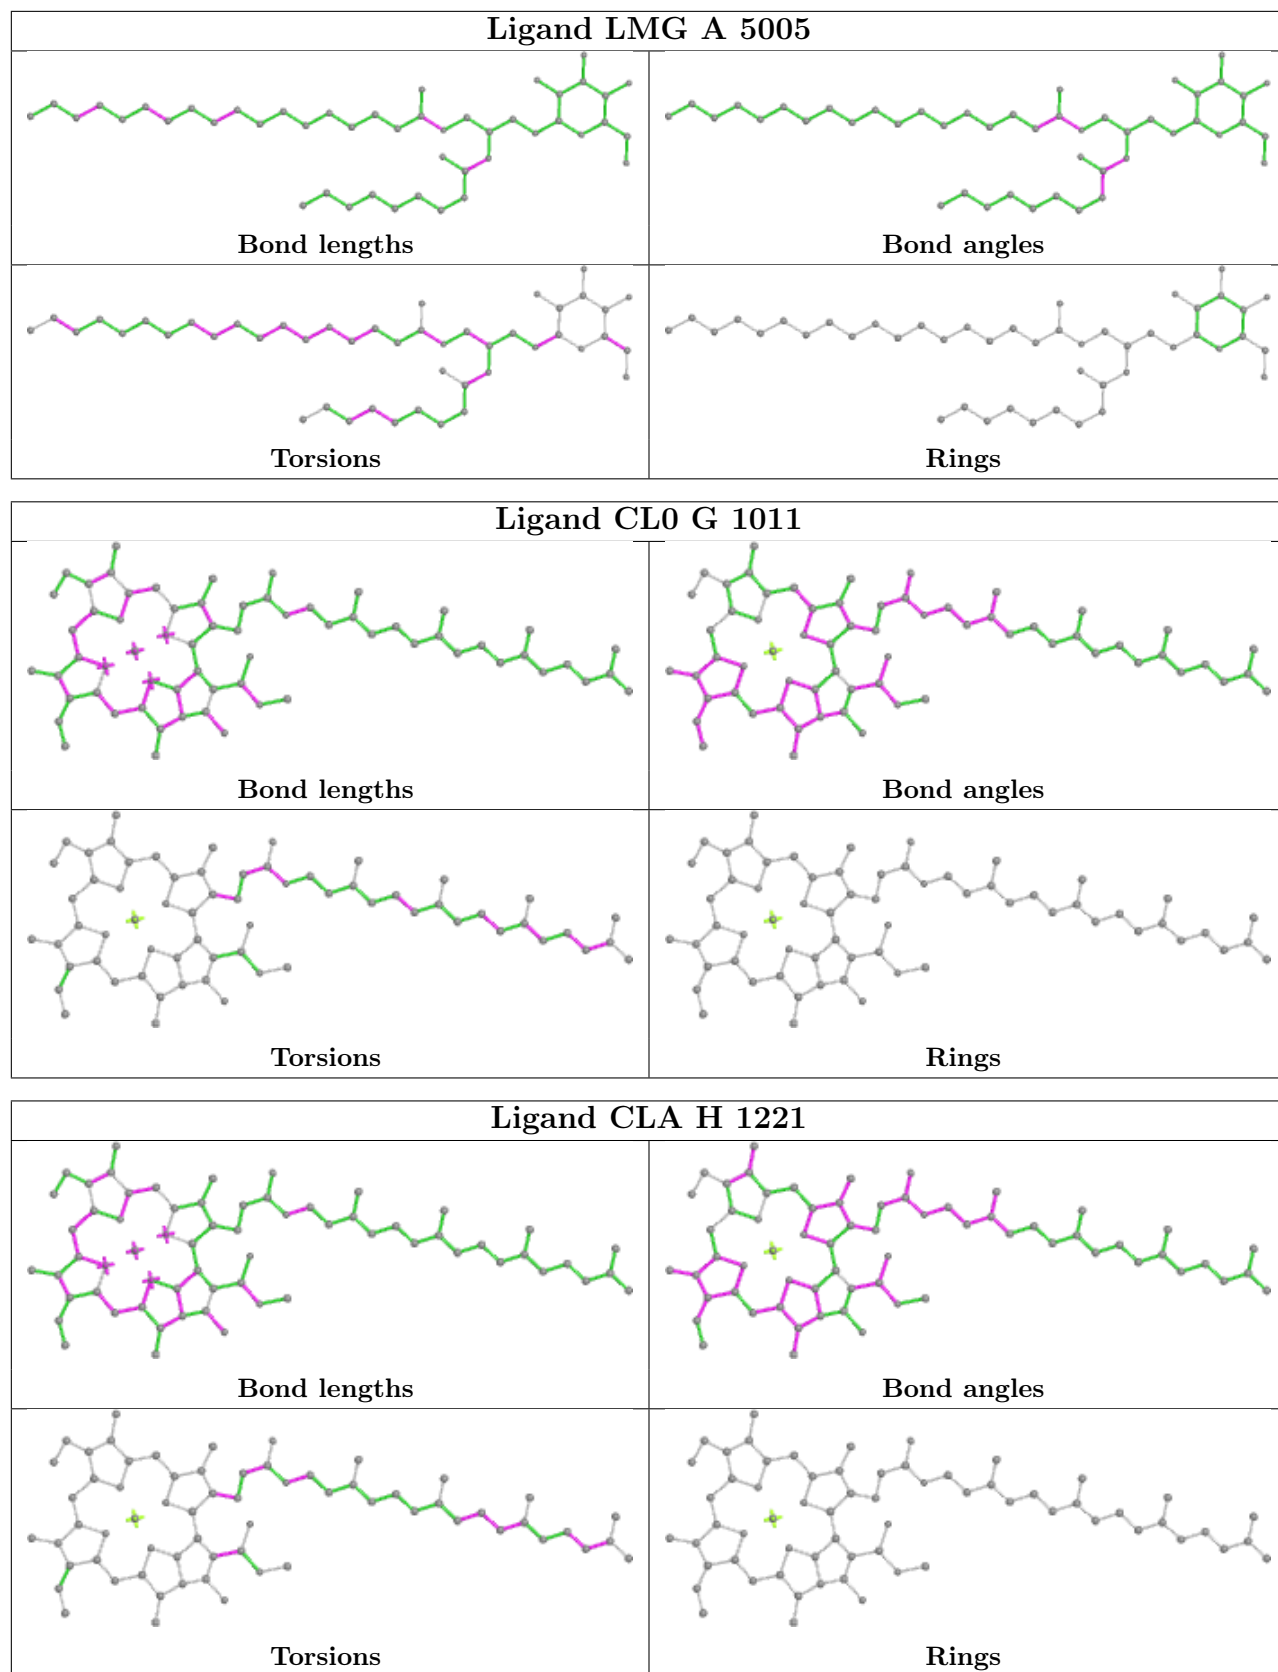 Ligand LMG A 5005
Bond lengths
Bond angles
Torsions
Rings
Ligand CL0 G 1011
Bond lengths
Bond angles
Torsions
Rings
Ligand CLA H 1221
Bond lengths
Bond angles
Torsions
Rings